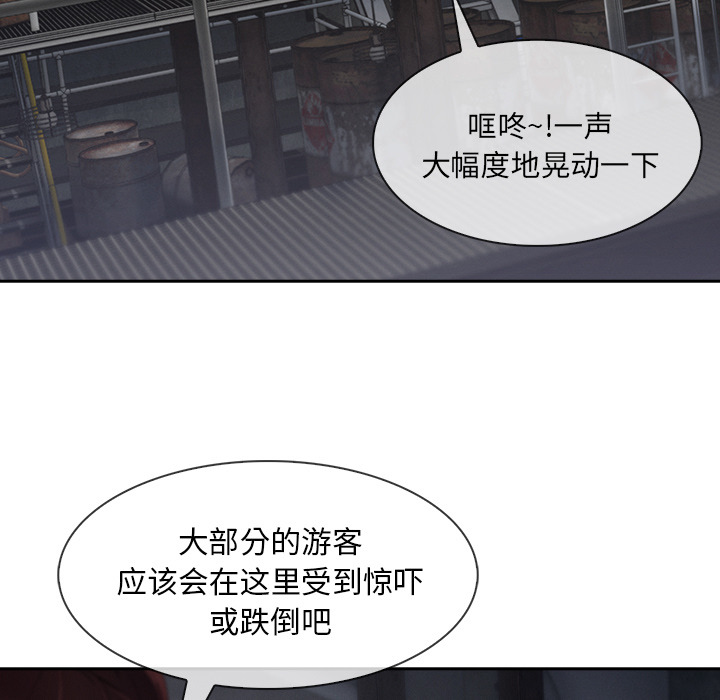 哐咚~!一声
大幅度地晃动一下
大部分的游客
应该会在这里受到惊吓
或跌倒吧